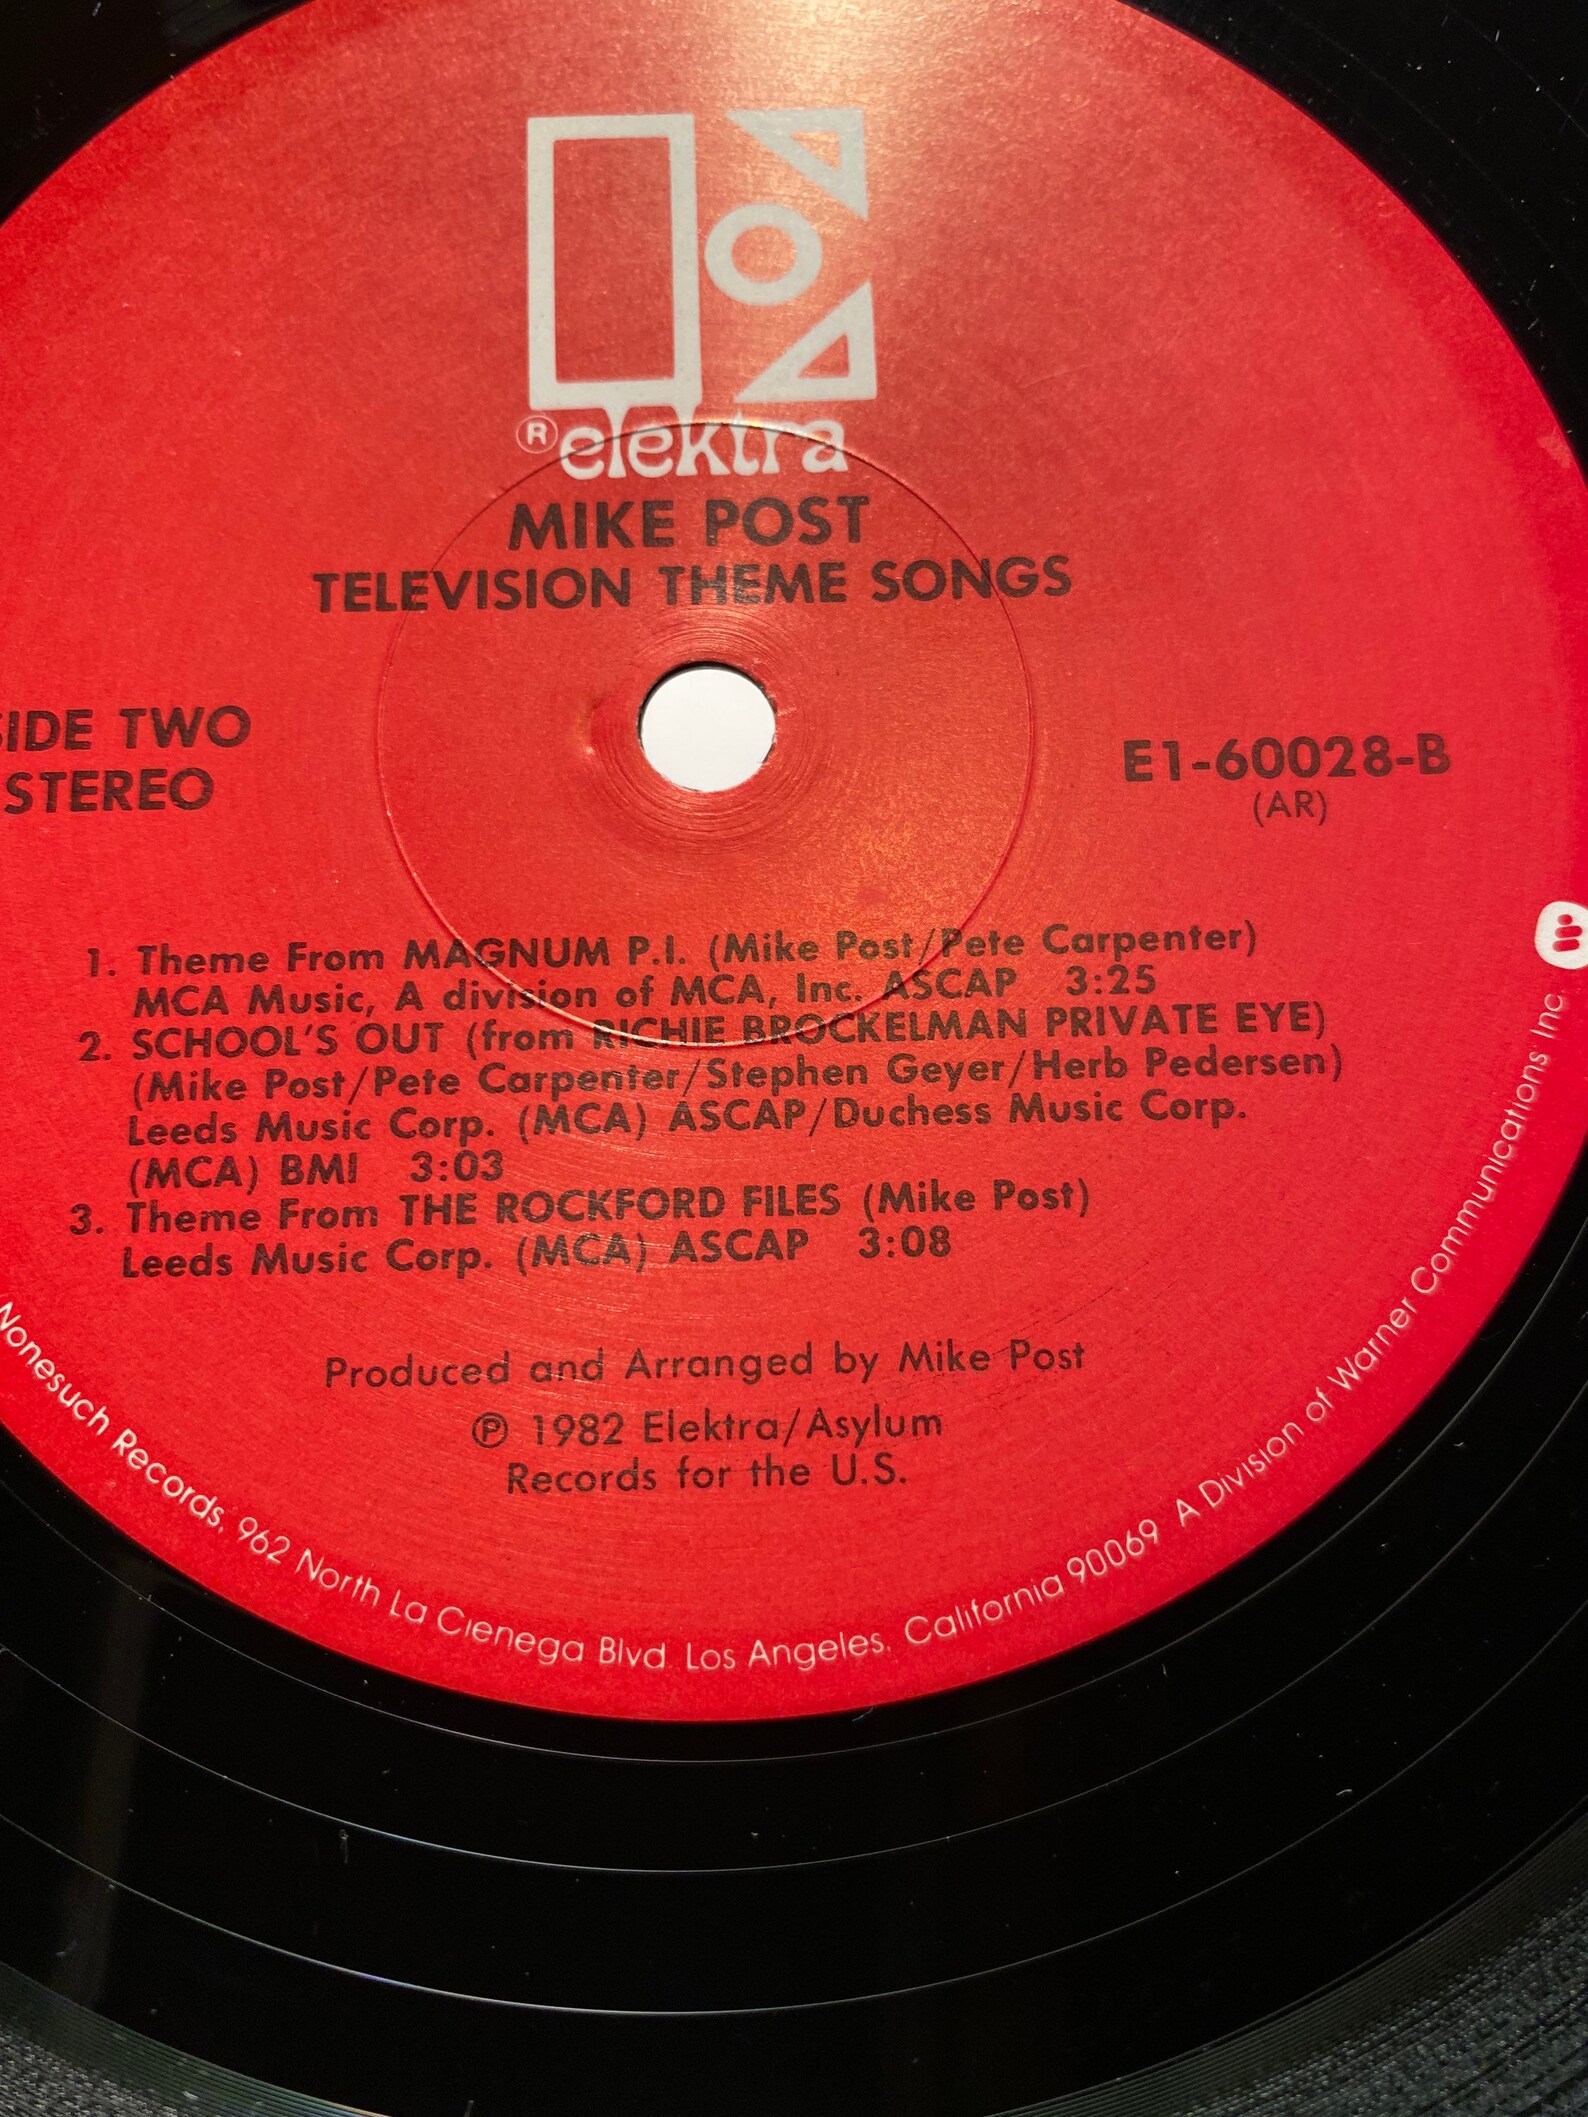 ® elektra
MIKE POST
TELEVISION THEME SONGS
SIDE TWO
STEREO
E1-60028-B
(AR)
1. Theme From MAGNUM P.I. (Mike Post/Pete Carpenter)
MCA Music, A division of MCA, Inc. ASCAP 3:25
2. SCHOOL'S OUT (from RICHIE BROCKELMAN PRIVATE EYE)
(Mike Post/Pete Carpenter/Stephen Geyer/Herb Pedersen)
Leeds Music Corp. (MCA) ASCAP/Duchess Music Corp.
(MCA) BMI 3:03
3. Theme From THE ROCKFORD FILES (Mike Post)
Leeds Music Corp. (MCA) ASCAP 3:08
Produced and Arranged by Mike Post
℗ 1982 Elektra/Asylum
Records for the U.S.
Nonesuch Records, 962 North La Cienega Blvd. Los Angeles, California 90069 A Division of Warner Communications Inc.